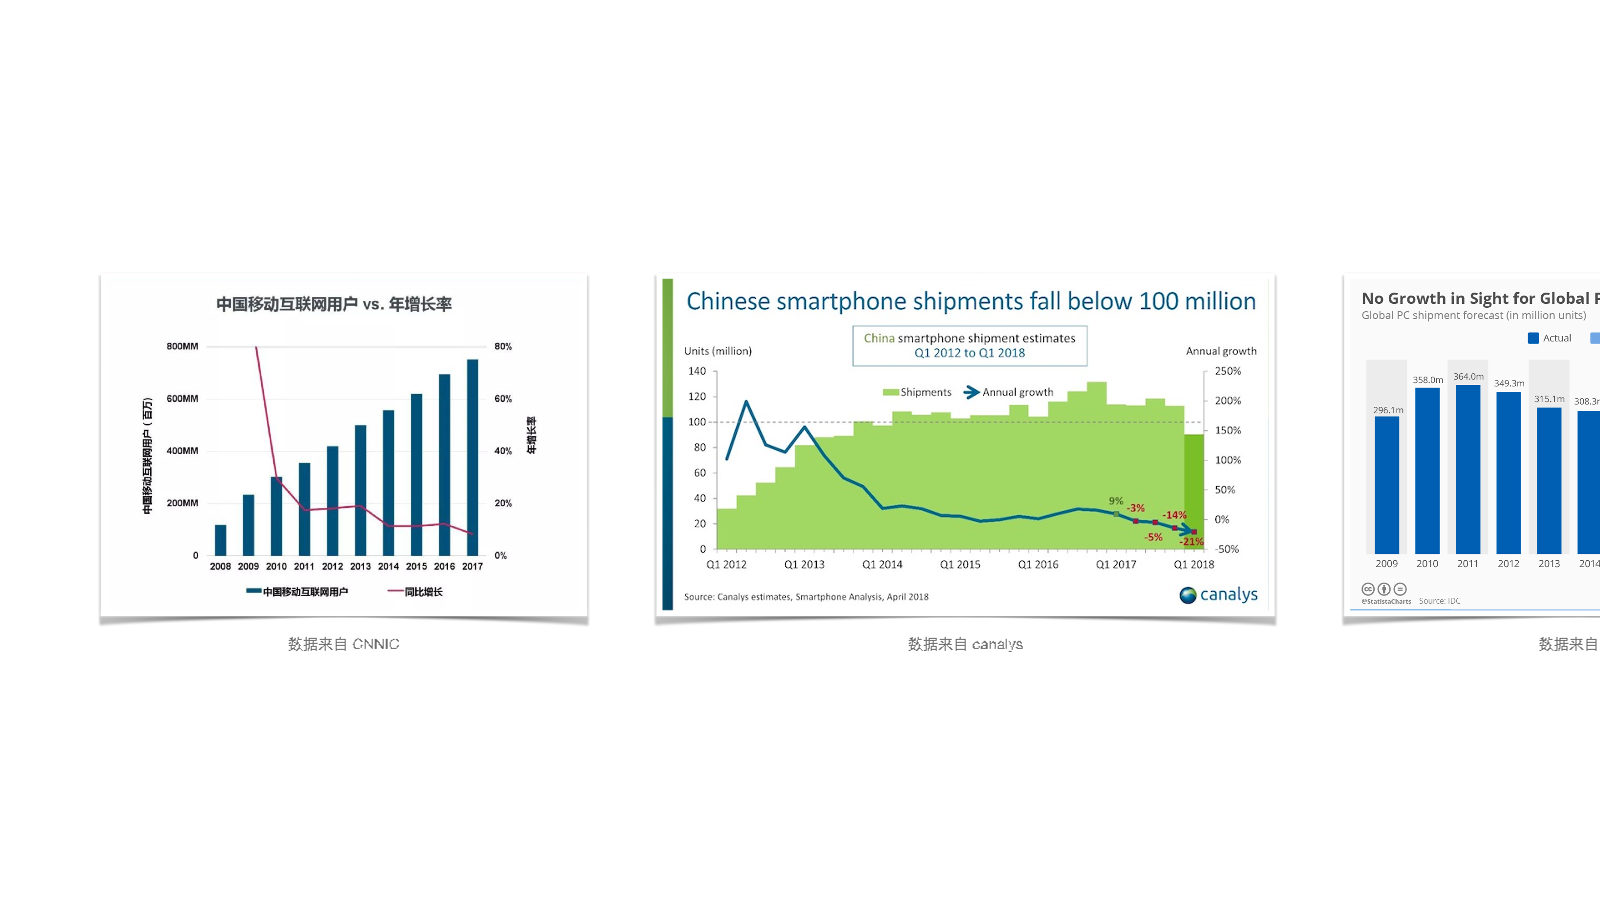 中国移动互联网用户 vs. 年增长率
800MM
600MM
400MM
200MM
0
80%
60%
40%
20%
0%
中国移动互联网用户（百万）
年增长率
2008 2009 2010 2011 2012 2013 2014 2015 2016 2017
中国移动互联网用户 同比增长
数据来自 CNNIC
Chinese smartphone shipments fall below 100 million
China smartphone shipment estimates
Q1 2012 to Q1 2018
Units (million)
Annual growth
Shipments Annual growth
140
120
100
80
60
40
20
0
250%
200%
150%
100%
50%
0%
-50%
9%
-3%
-5%
-14%
-21%
Q1 2012 Q1 2013 Q1 2014 Q1 2015 Q1 2016 Q1 2017 Q1 2018
Source: Canalys estimates, Smartphone Analysis, April 2018
canalys
数据来自 canalys
No Growth in Sight for Global
Global PC shipment forecast (in million units)
Actual
296.1m
358.0m
364.0m
349.3m
315.1m
308.3
2009 2010 2011 2012 2013 2014
@StatistaCharts Source: IDC
数据来自